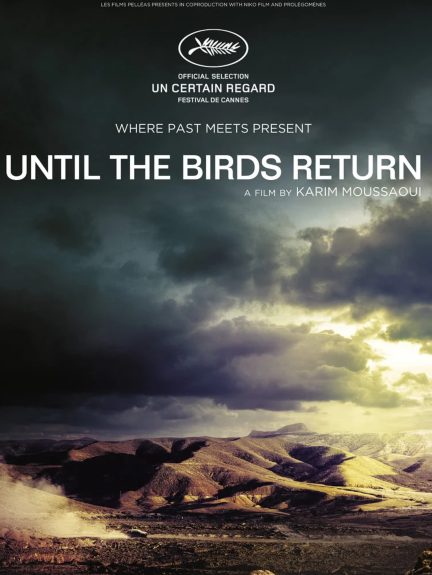 LES FILMS PELLÉAS PRESENTS IN COPRODUCTION WITH NIKO FILM AND PROLÉGOMÈNES
OFFICIAL SELECTION
UN CERTAIN REGARD
FESTIVAL DE CANNES
WHERE PAST MEETS PRESENT
UNTIL THE BIRDS RETURN
A FILM BY KARIM MOUSSAOUI